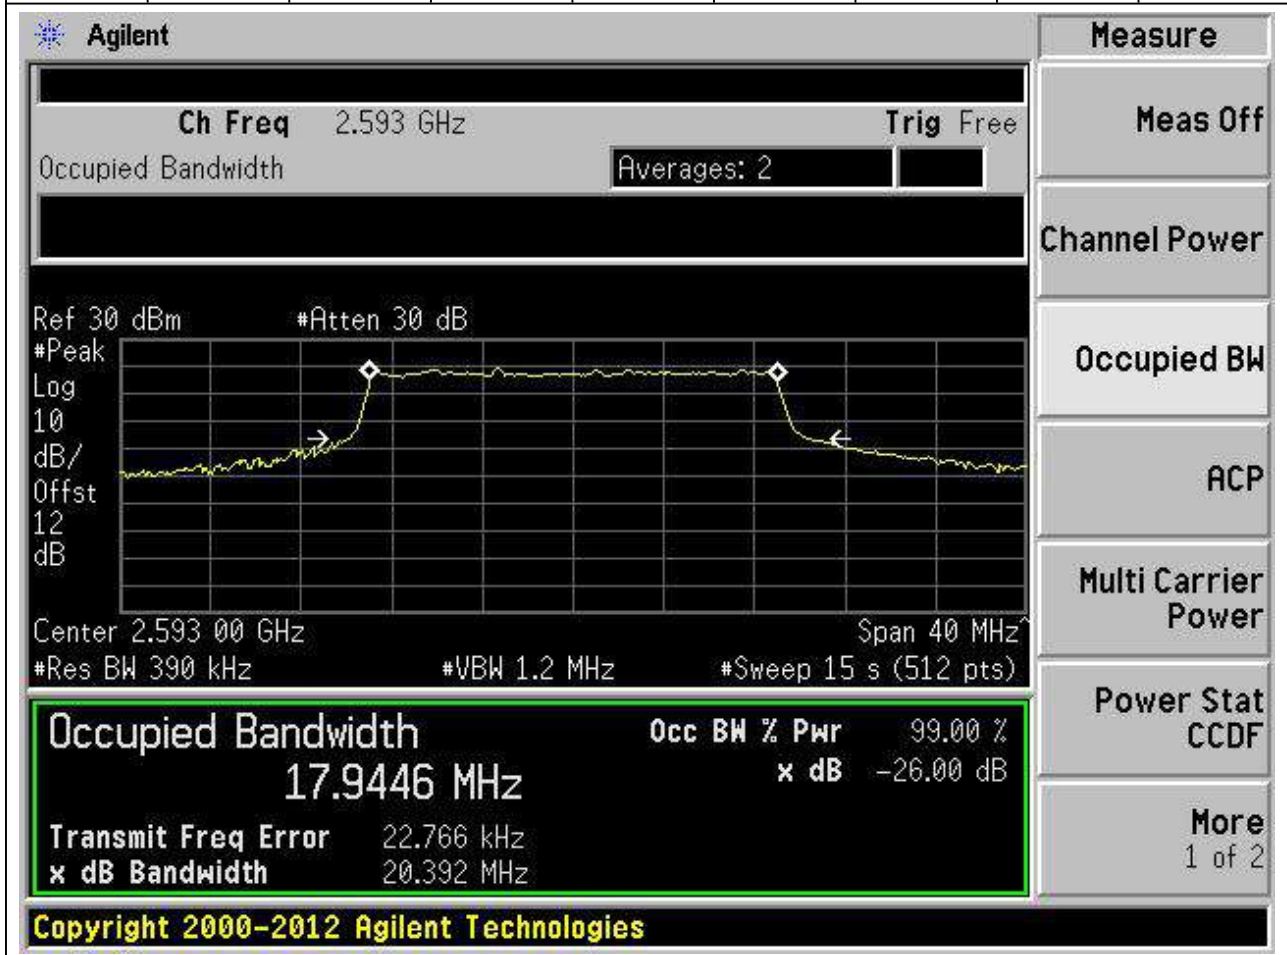 Agilent
Measure
Ch Freq 2.593 GHz Trig Free
Occupied Bandwidth Averages: 2
Meas Off
Channel Power
Ref 30 dBm #Atten 30 dB
#Peak
Log
10
dB/
Offst
12
dB
Occupied BW
ACP
Center 2.593 00 GHz Span 40 MHz^
#Res BW 390 kHz #VBW 1.2 MHz #Sweep 15 s (512 pts)
Multi Carrier
Power
Occupied Bandwidth Occ BW % Pwr 99.00 %
17.9446 MHz x dB -26.00 dB
Transmit Freq Error 22.766 kHz
x dB Bandwidth 20.392 MHz
Power Stat
CCDF
More
1 of 2
Copyright 2000-2012 Agilent Technologies